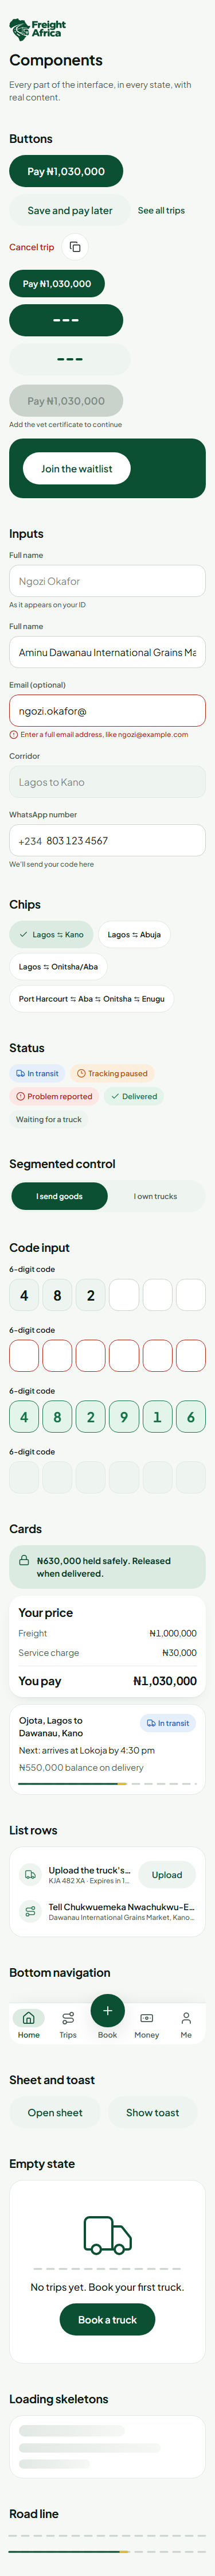 Freight
Africa
Components
Every part of the interface, in every state, with
real content.
Buttons
Pay ₦1,030,000
Save and pay later
See all trips
Cancel trip
Pay ₦1,030,000
Pay ₦1,030,000
Add the vet certificate to continue
Join the waitlist
Inputs
Full name
Ngozi Okafor
As it appears on your ID
Full name
Aminu Dawanau International Grains Ma
Email (optional)
ngozi.okafor@
Enter a full email address, like ngozi@example.com
Corridor
Lagos to Kano
WhatsApp number
+234 803 123 4567
We'll send your code here
Chips
Lagos ⇆ Kano
Lagos ⇆ Abuja
Lagos ⇆ Onitsha/Aba
Port Harcourt ⇆ Aba ⇆ Onitsha ⇆ Enugu
Status
In transit
Tracking paused
Problem reported
Delivered
Waiting for a truck
Segmented control
I send goods
I own trucks
Code input
6-digit code
4 8 2
6-digit code
6-digit code
4 8 2 9 1 6
6-digit code
Cards
₦630,000 held safely. Released
when delivered.
Your price
Freight ₦1,000,000
Service charge ₦30,000
You pay ₦1,030,000
Ojota, Lagos to
Dawanau, Kano
In transit
Next: arrives at Lokoja by 4:30 pm
₦550,000 balance on delivery
List rows
Upload the truck's...
KJA 482 XA · Expires in 1...
Upload
Tell Chukwuemeka Nwachukwu-E...
Dawanau International Grains Market, Kano...
Bottom navigation
Home
Trips
Book
Money
Me
Sheet and toast
Open sheet
Show toast
Empty state
No trips yet. Book your first truck.
Book a truck
Loading skeletons
Road line